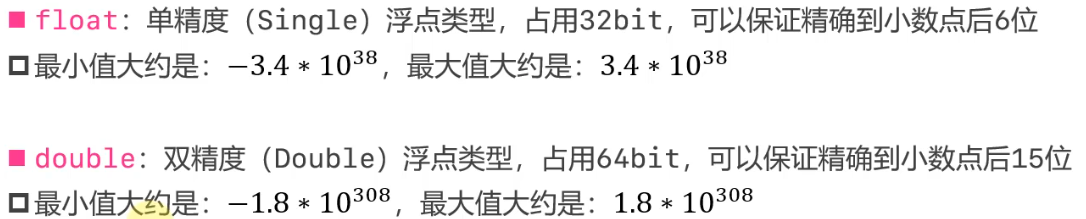 float：单精度（Single）浮点类型，占用32bit，可以保证精确到小数点后6位
最小值大约是：−3.4 ∗ 10³⁸，最大值大约是：3.4 ∗ 10³⁸
double：双精度（Double）浮点类型，占用64bit，可以保证精确到小数点后15位
最小值大约是：−1.8 ∗ 10³⁰⁸，最大值大约是：1.8 ∗ 10³⁰⁸